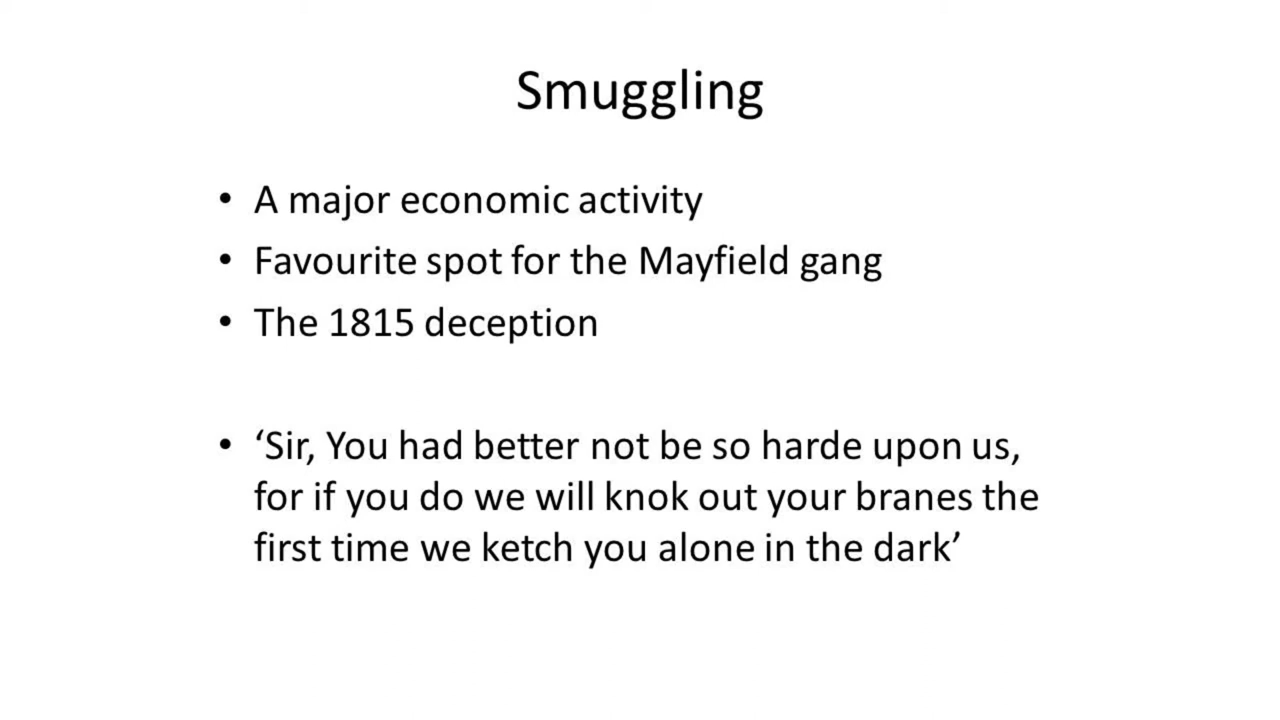 Smuggling
• A major economic activity
• Favourite spot for the Mayfield gang
• The 1815 deception
• ‘Sir, You had better not be so harde upon us,
for if you do we will knok out your branes the
first time we ketch you alone in the dark’